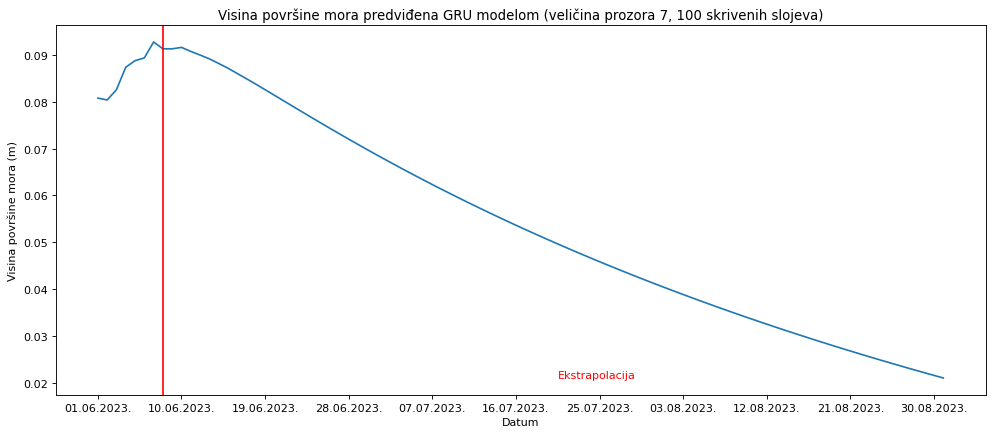 Visina površine mora predviđena GRU modelom (veličina prozora 7, 100 skrivenih slojeva)
Visina površine mora (m)
0.09
0.08
0.07
0.06
0.05
0.04
0.03
0.02
Ekstrapolacija
01.06.2023. 10.06.2023. 19.06.2023. 28.06.2023. 07.07.2023. 16.07.2023. 25.07.2023. 03.08.2023. 12.08.2023. 21.08.2023. 30.08.2023.
Datum